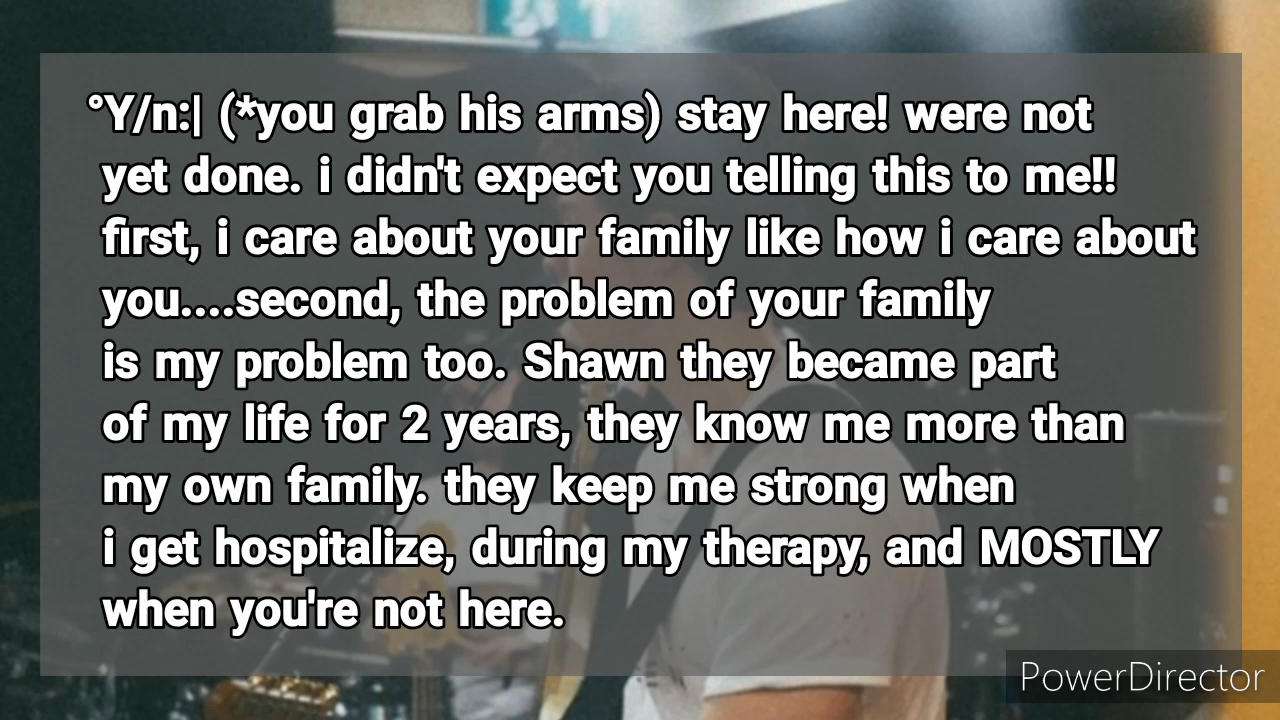 °Y/n:| (*you grab his arms) stay here! were not
yet done. i didn't expect you telling this to me!!
first, i care about your family like how i care about
you....second, the problem of your family
is my problem too. Shawn they became part
of my life for 2 years, they know me more than
my own family. they keep me strong when
i get hospitalize, during my therapy, and MOSTLY
when you're not here.
PowerDirector